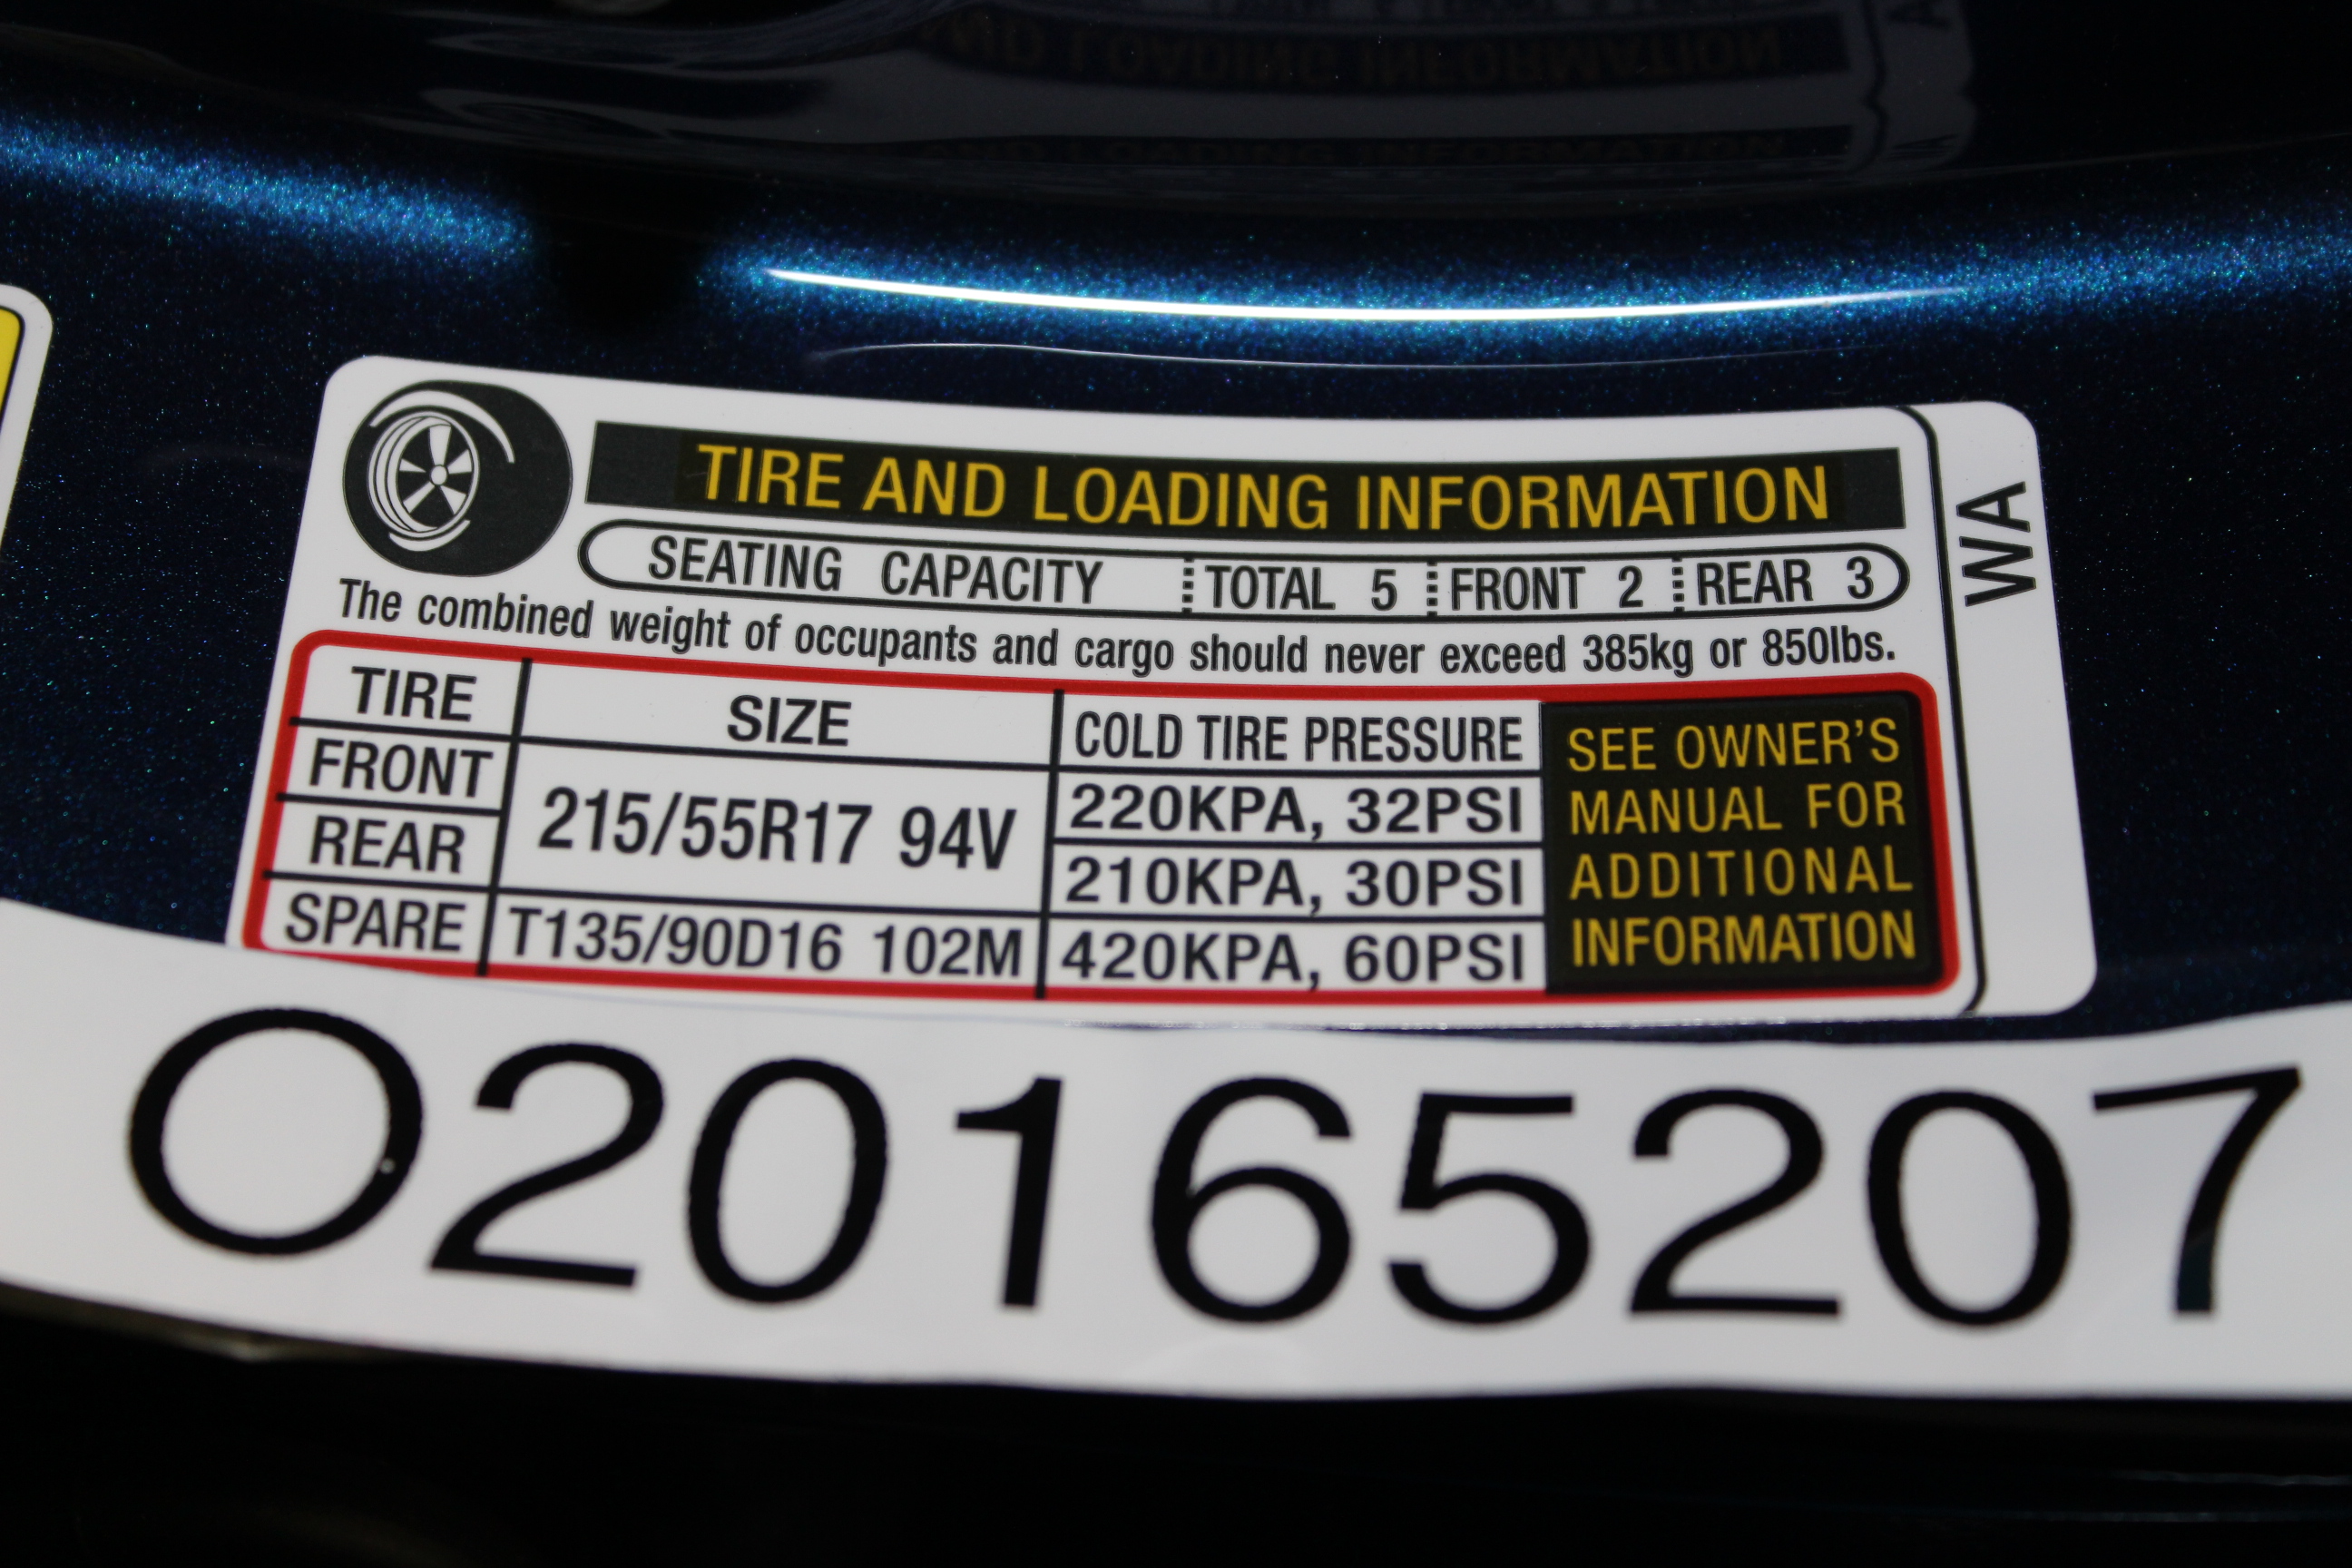 TIRE AND LOADING INFORMATION
SEATING CAPACITY TOTAL 5 FRONT 2 REAR 3
WA
The combined weight of occupants and cargo should never exceed 385kg or 850lbs.
TIRE SIZE COLD TIRE PRESSURE
FRONT 215/55R17 94V 220KPA, 32PSI
REAR 210KPA, 30PSI
SPARE T135/90D16 102M 420KPA, 60PSI
SEE OWNER'S
MANUAL FOR
ADDITIONAL
INFORMATION
O20165207